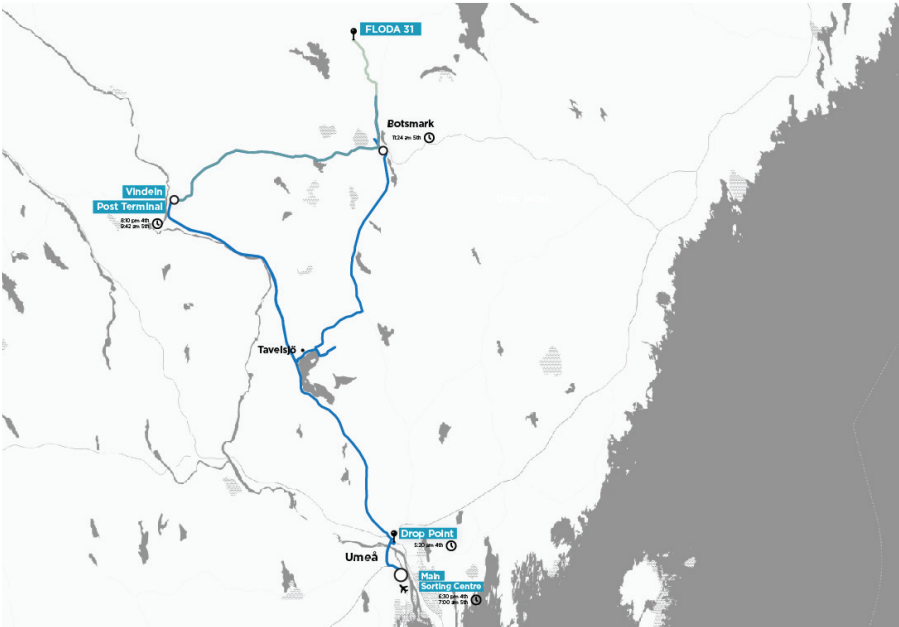 FLODA 31
Botsmark
11:24 am 5th
Vindeln
Post Terminal
8:10 pm 4th
9:42 am 5th
Tavelsjö
Drop Point
5:20 pm 4th
Umeå
Main
Sorting Centre
6:30 pm 4th
7:00 am 5th